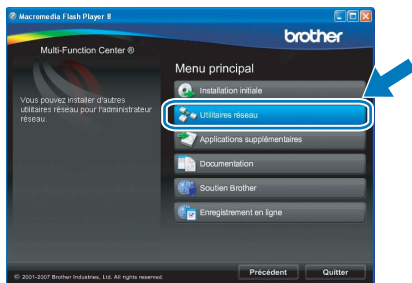 Macromedia Flash Player 8
brother
Multi-Function Center ®
Menu principal
Vous pouvez installer d'autres
utilitaires réseau pour l'administrateur
réseau.
Installation initiale
Utilitaires réseau
Applications supplémentaires
Documentation
Soutien Brother
Enregistrement en ligne
© 2001-2007 Brother Industries, Ltd. All rights reserved.
Précédent
Quitter